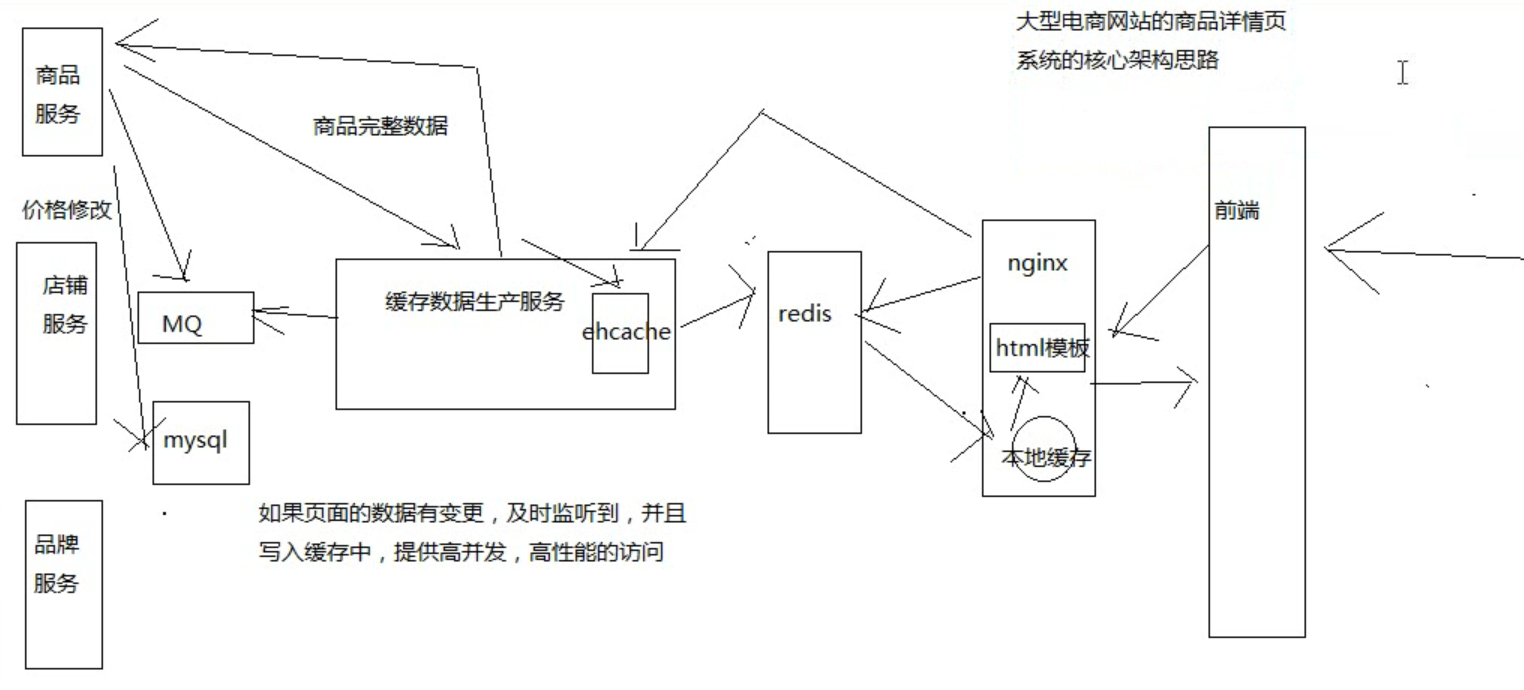 大型电商网站的商品详情页
系统的核心架构思路
商品
服务
商品完整数据
价格修改
前端
店铺
服务
nginx
缓存数据生产服务
MQ
ehcache
redis
html模板
mysql
本地缓存
如果页面的数据有变更，及时监听到，并且
写入缓存中，提供高并发，高性能的访问
品牌
服务